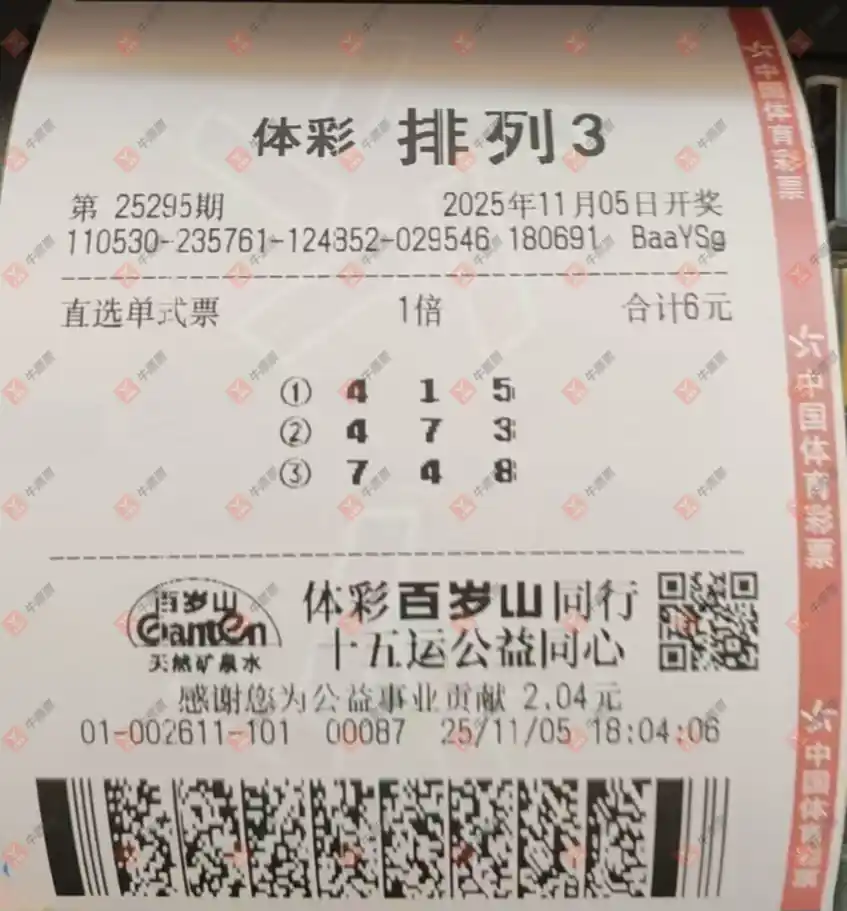 体彩 排列3
第 25295期 2025年11月05日开奖
110530-235761-124352-029546 180691 BaaYSg
直选单式票 1倍 合计6元
① 4 1 5
② 4 7 3
③ 7 4 8
百岁山
Ganten
天然矿泉水
体彩百岁山同行
十五运公益同心
感谢您为公益事业贡献 2.04元
01-002611-101 00087 25/11/05 18:04:06
中国体育彩票
中国体育彩票
中国体育彩票